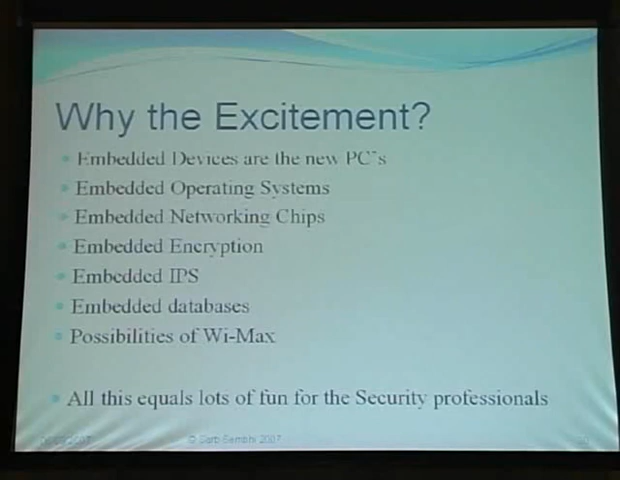 Why the Excitement?
Embedded Devices are the new PC's
Embedded Operating Systems
Embedded Networking Chips
Embedded Encryption
Embedded IPS
Embedded databases
Possibilities of Wi-Max
All this equals lots of fun for the Security professionals
© Sarb Sembhi 2007